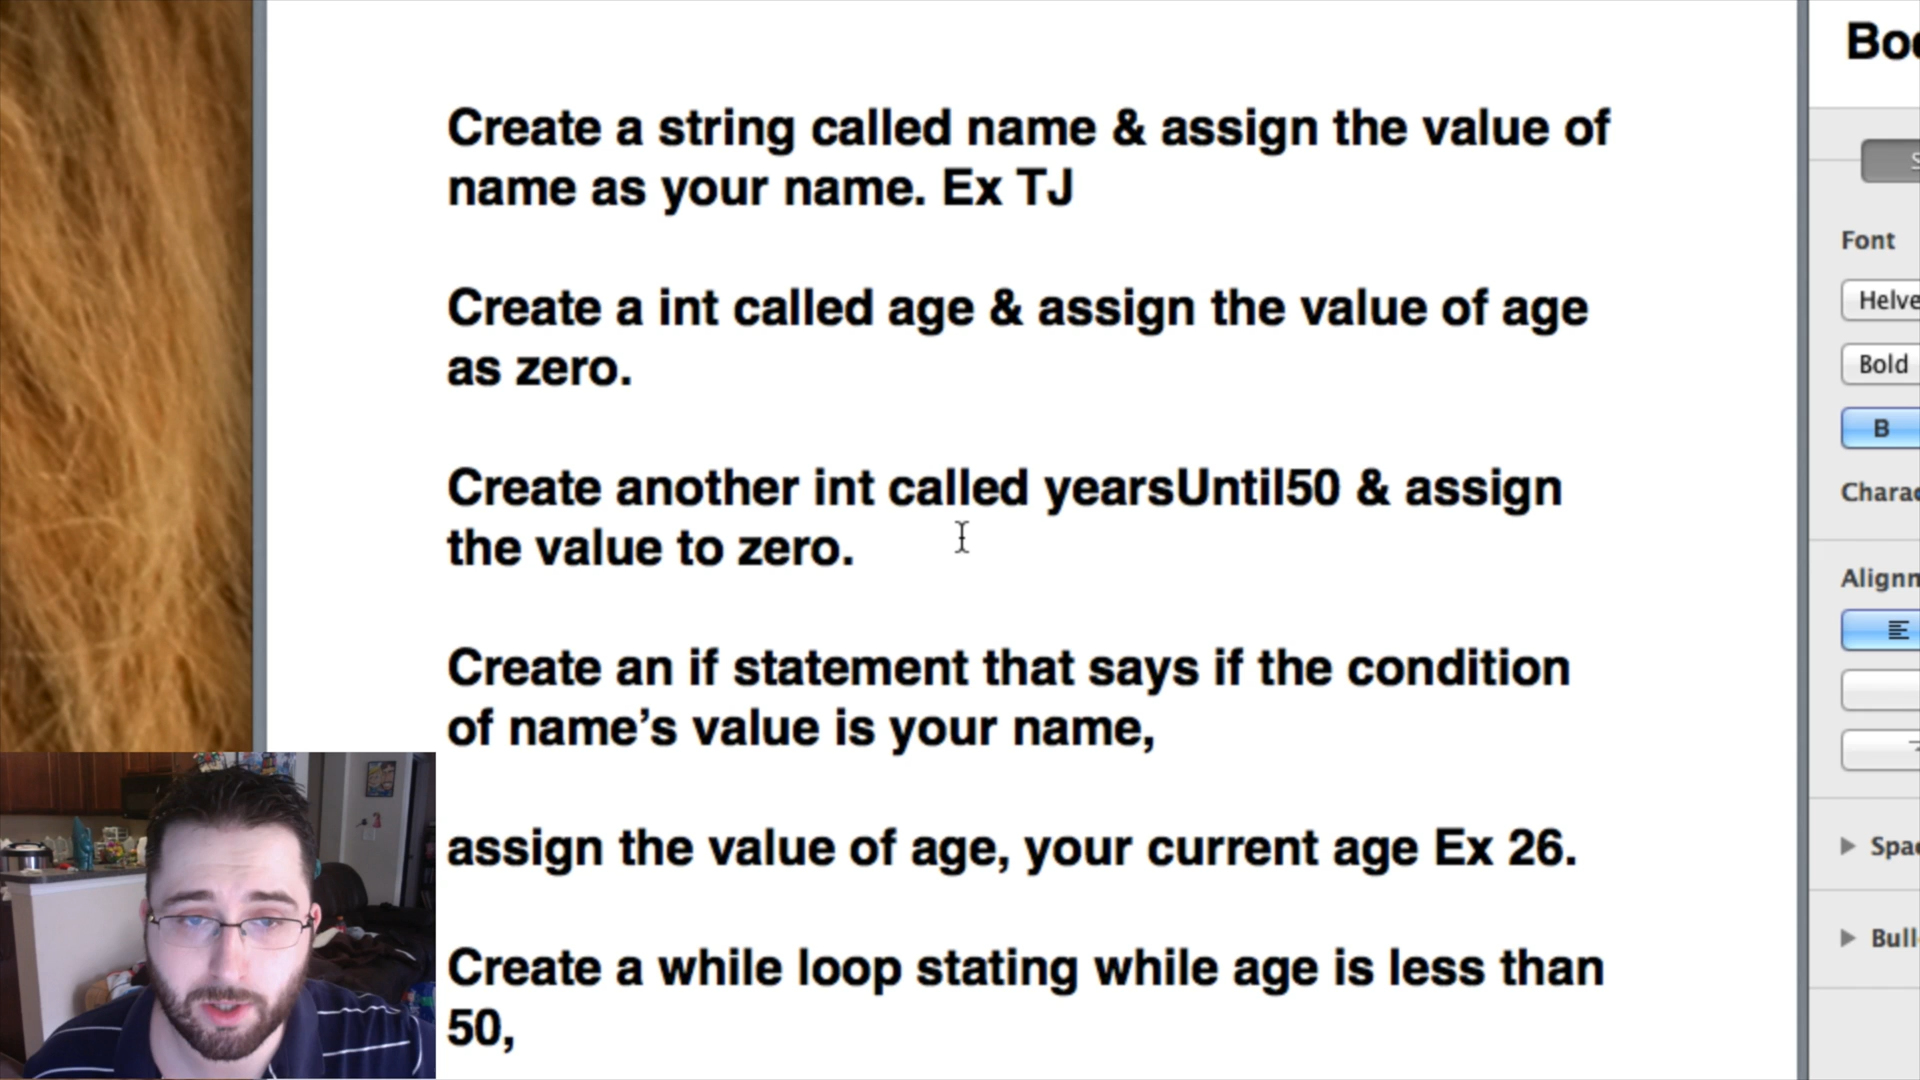 Create a string called name & assign the value of
name as your name. Ex TJ
Create a int called age & assign the value of age
as zero.
Create another int called yearsUntil50 & assign
the value to zero.
Create an if statement that says if the condition
of name’s value is your name,
assign the value of age, your current age Ex 26.
Create a while loop stating while age is less than
50,
Font
Bold
B